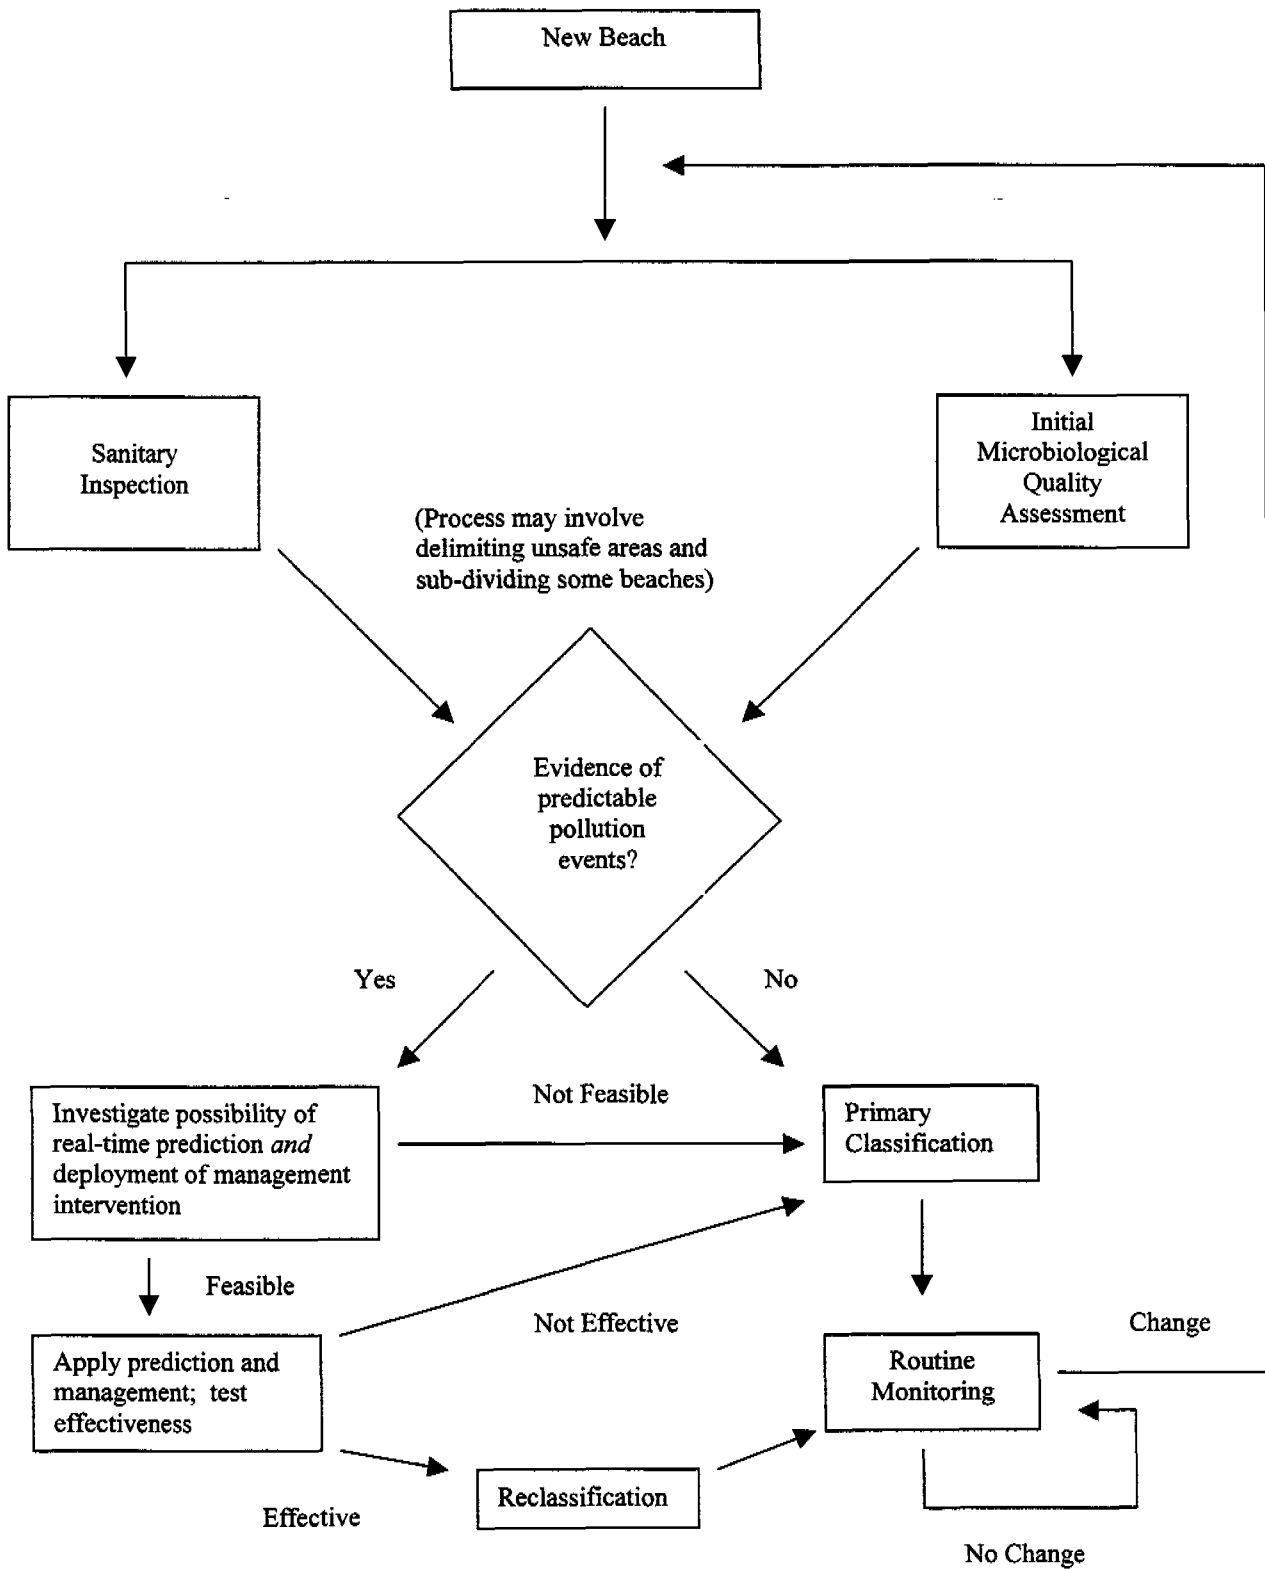 New Beach
Sanitary
Inspection
Initial
Microbiological
Quality
Assessment
(Process may involve
delimiting unsafe areas and
sub-dividing some beaches)
Evidence of
predictable
pollution
events?
Yes
No
Investigate possibility of
real-time prediction and
deployment of management
intervention
Not Feasible
Primary
Classification
Feasible
Not Effective
Apply prediction and
management; test
effectiveness
Routine
Monitoring
Change
Effective
Reclassification
No Change